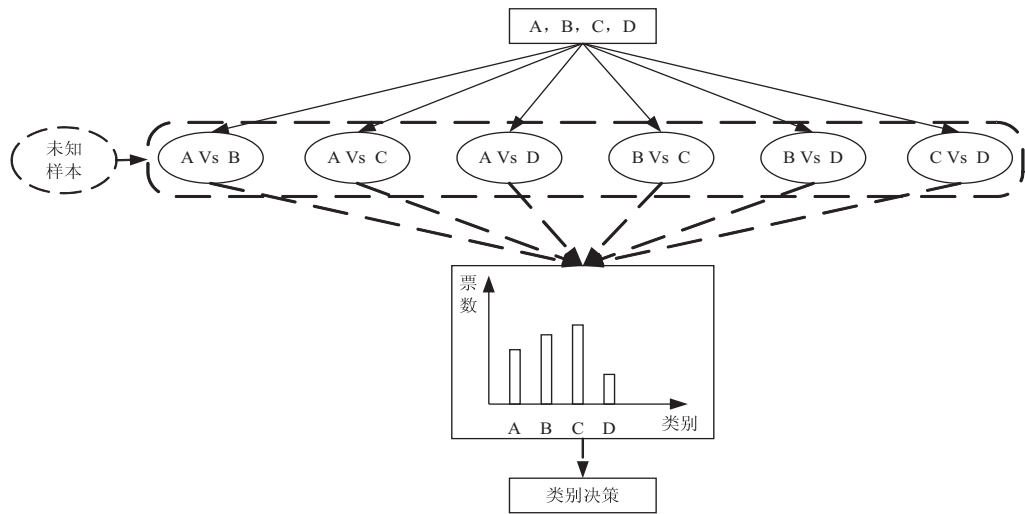 A，B，C，D
未知
样本
A Vs B
A Vs C
A Vs D
B Vs C
B Vs D
C Vs D
票
数
A B C D
类别
类别决策